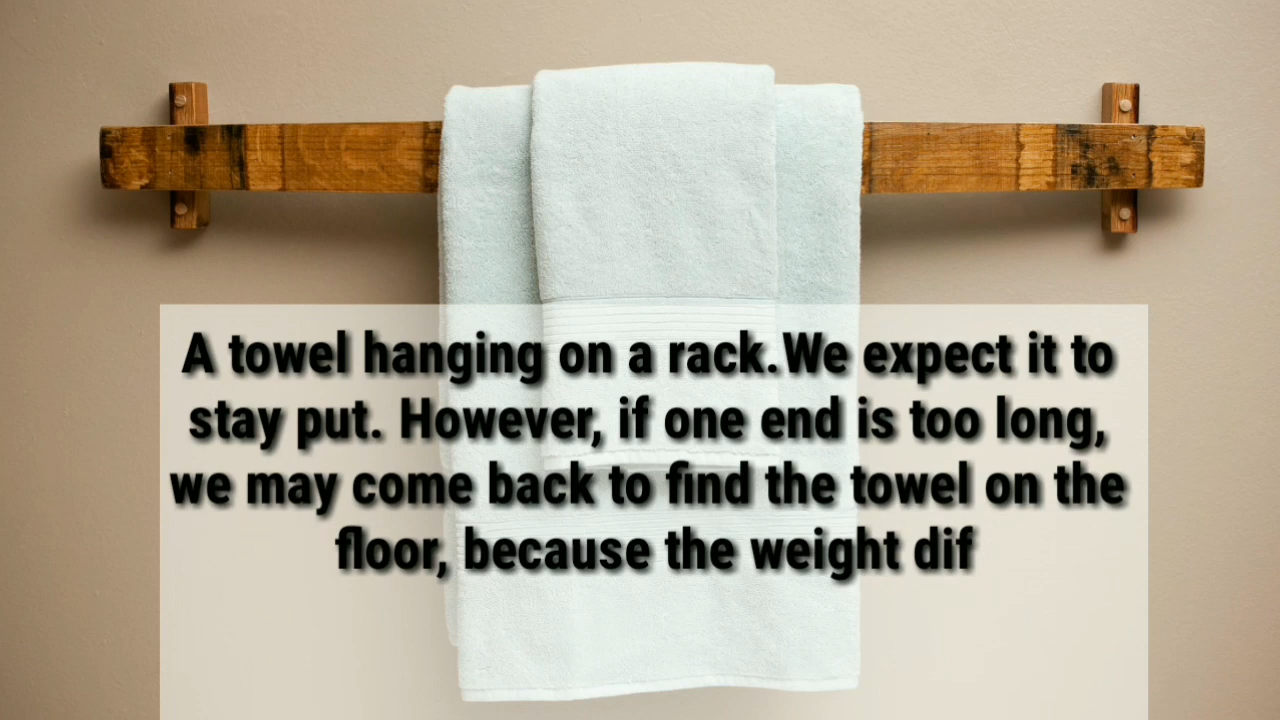 A towel hanging on a rack.We expect it to
stay put. However, if one end is too long,
we may come back to find the towel on the
floor, because the weight dif